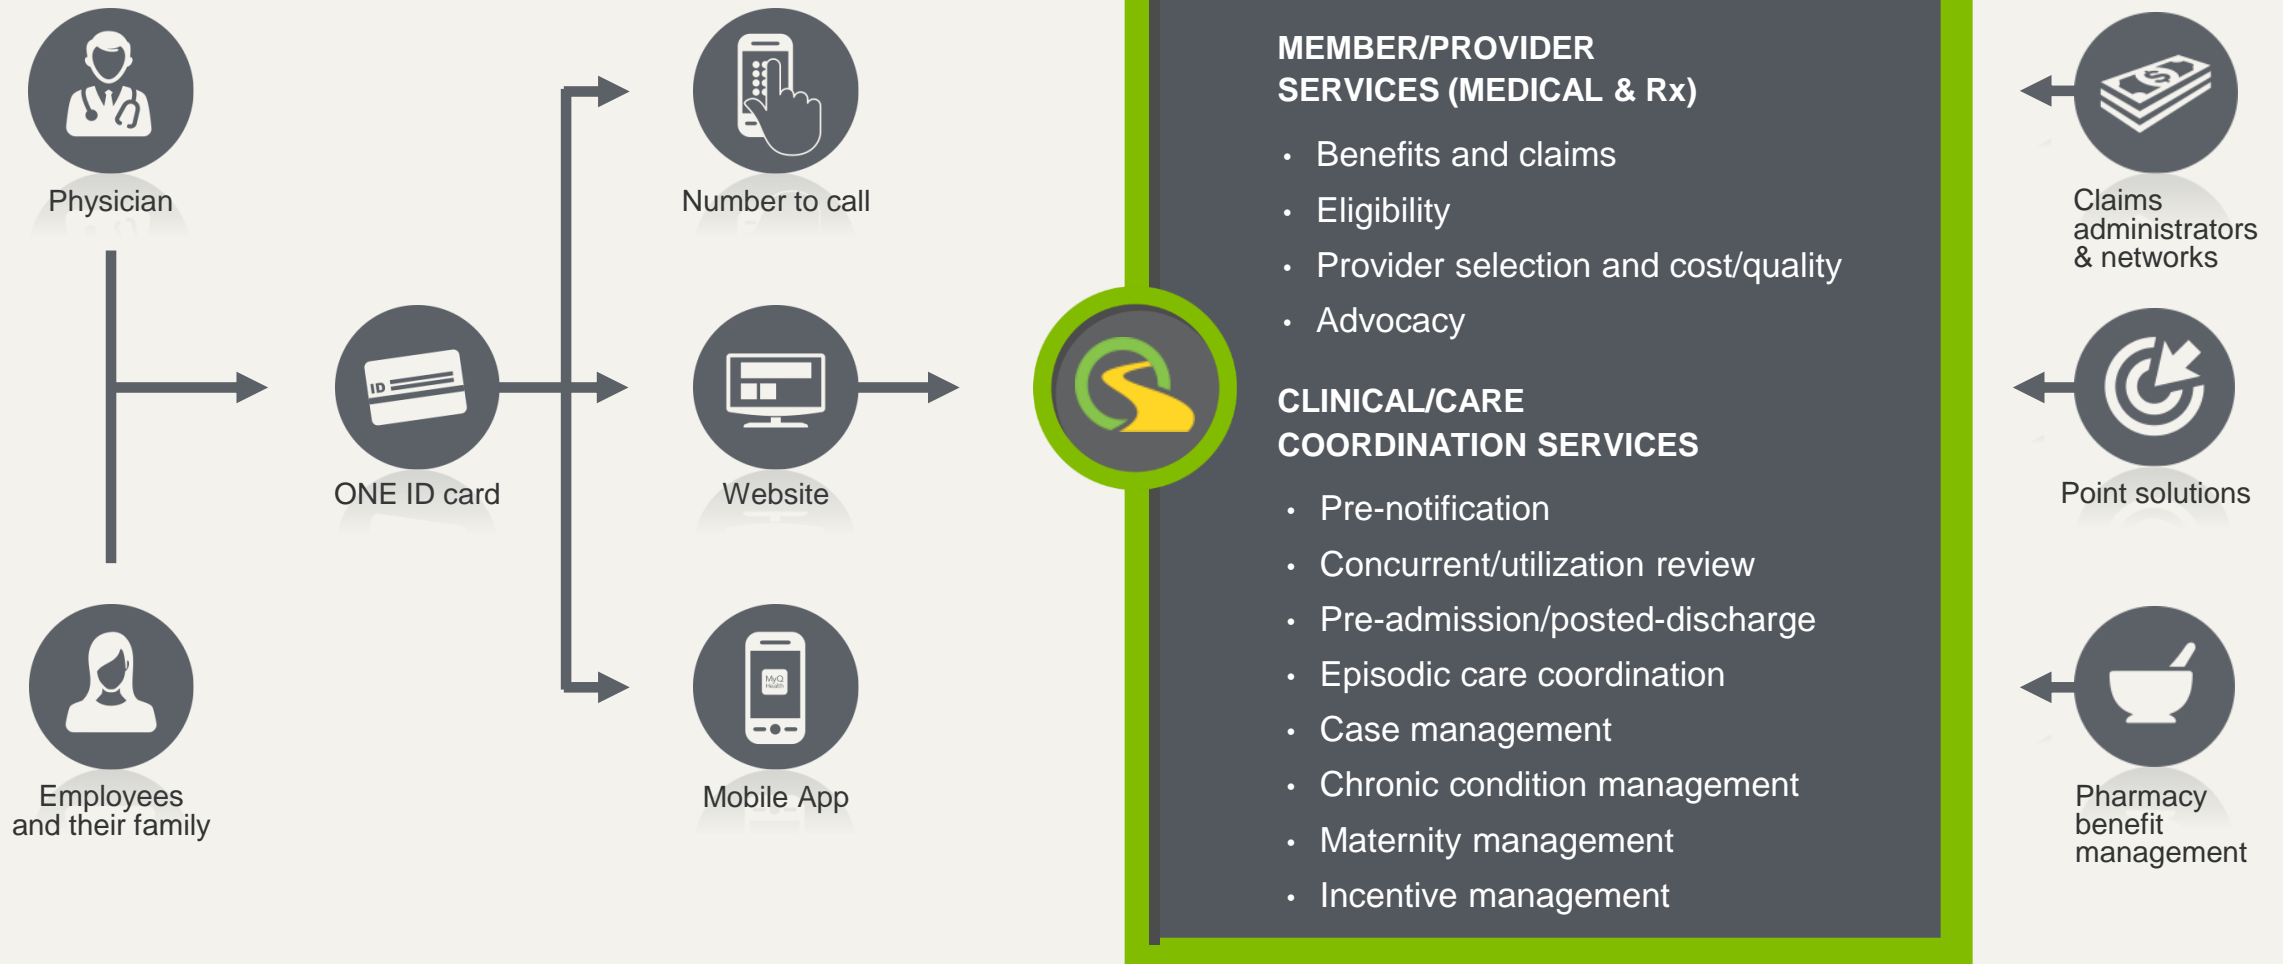 Physician
Employees
and their family
ID
ONE ID card
Number to call
Website
MyQ
Health
Mobile App
MEMBER/PROVIDER
SERVICES (MEDICAL & Rx)
• Benefits and claims
• Eligibility
• Provider selection and cost/quality
• Advocacy
CLINICAL/CARE
COORDINATION SERVICES
• Pre-notification
• Concurrent/utilization review
• Pre-admission/posted-discharge
• Episodic care coordination
• Case management
• Chronic condition management
• Maternity management
• Incentive management
Claims
administrators
& networks
Point solutions
Pharmacy
benefit
management